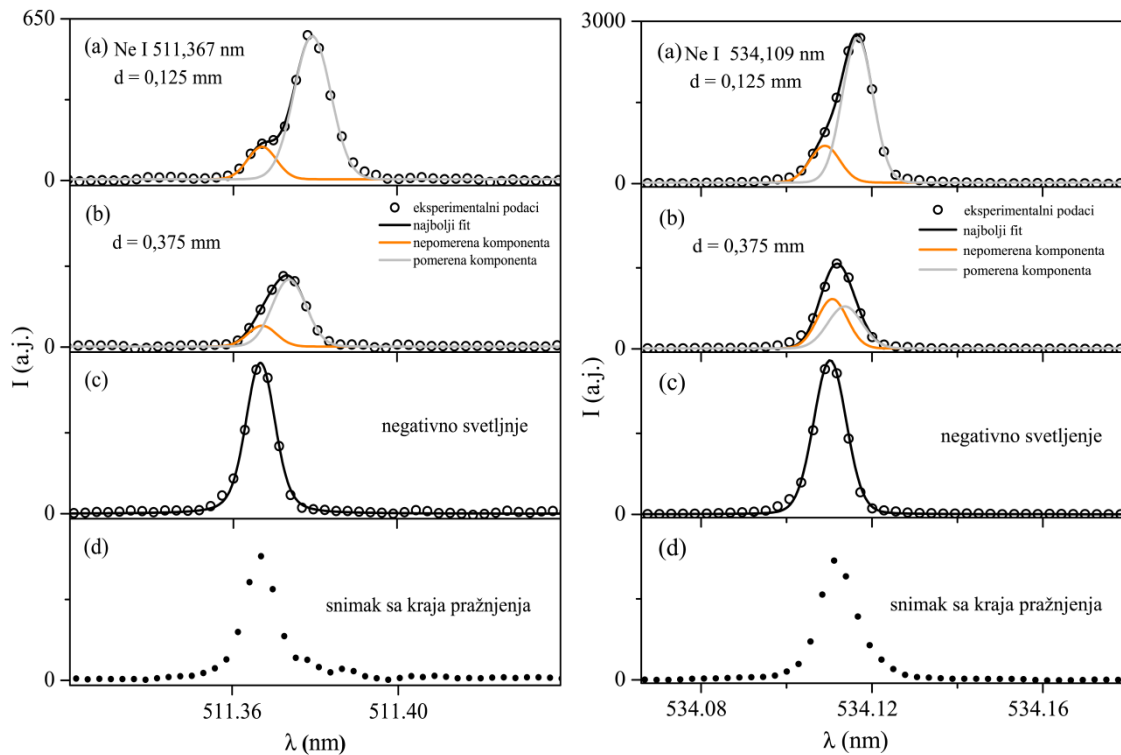 650
(a) Ne I 511,367 nm
d = 0,125 mm
0
(b)
d = 0,375 mm
eksperimentalni podaci
najbolji fit
nepomerena komponenta
pomerena komponenta
0
I (a.j.)
(c)
negativno svetljnje
0
(d)
snimak sa kraja pražnjenja
0
511.36
511.40
λ (nm)
3000
(a) Ne I 534,109 nm
d = 0,125 mm
0
(b)
d = 0,375 mm
eksperimentalni podaci
najbolji fit
nepomerena komponenta
pomerena komponenta
0
I (a.j.)
(c)
negativno svetljenje
0
(d)
snimak sa kraja pražnjenja
0
534.08
534.12
534.16
λ (nm)